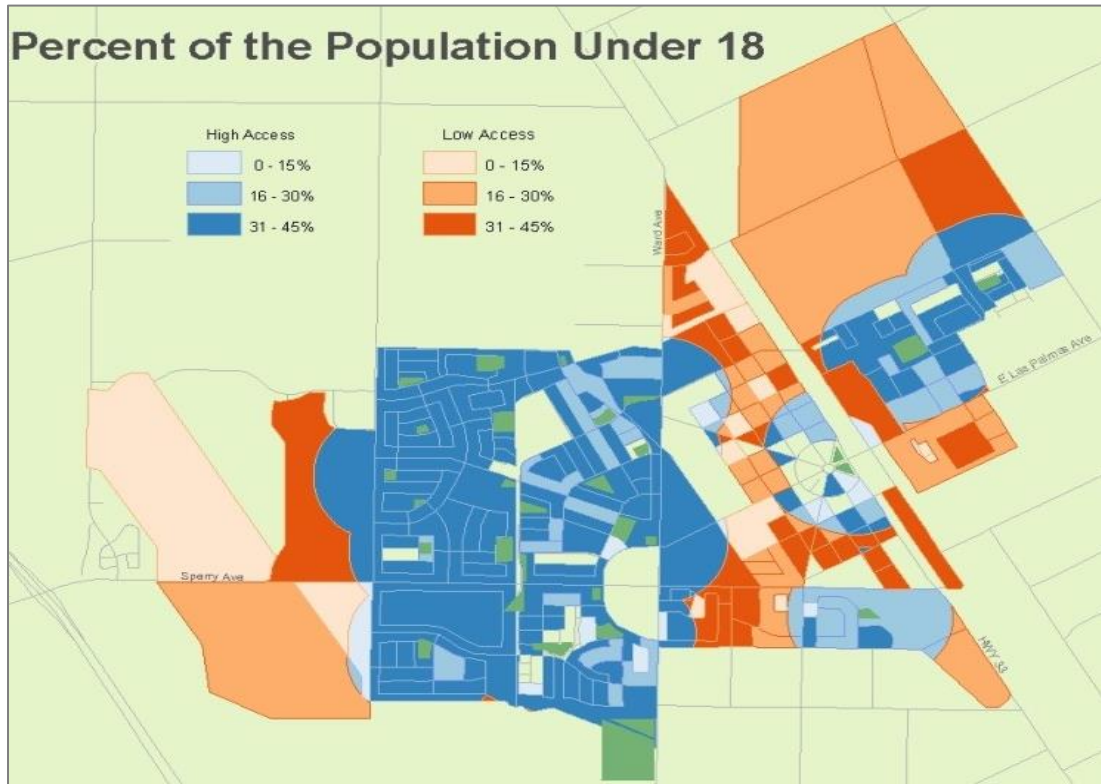 Percent of the Population Under 18
High Access
0 - 15%
16 - 30%
31 - 45%
Low Access
0 - 15%
16 - 30%
31 - 45%
Ward Ave
E Las Palmas Ave
Sperry Ave
HWY 33